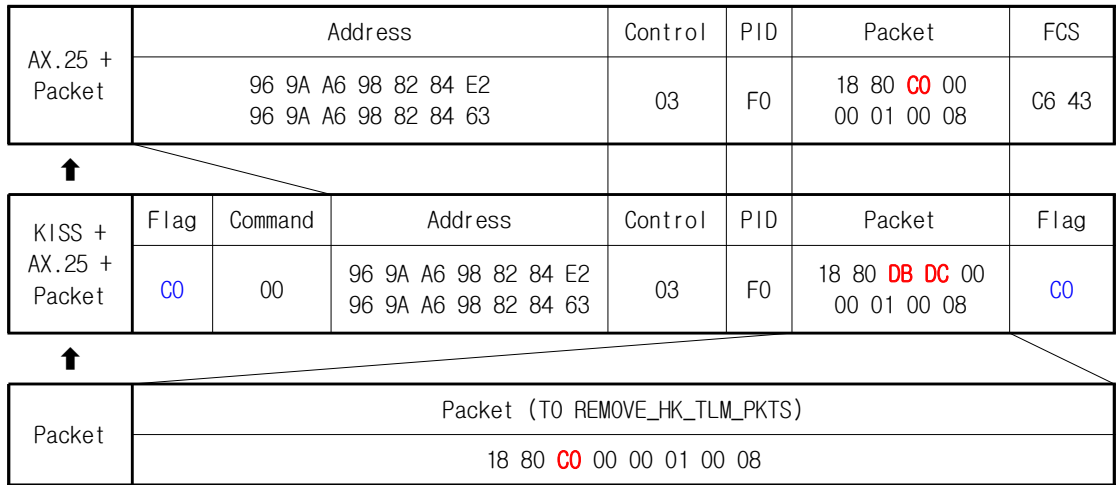 AX.25 +
Packet
Address
Control
PID
Packet
FCS
96 9A A6 98 82 84 E2
96 9A A6 98 82 84 63
03
F0
18 80 C0 00
00 01 00 08
C6 43
KISS +
AX.25 +
Packet
Flag
Command
Address
Control
PID
Packet
Flag
C0
00
96 9A A6 98 82 84 E2
96 9A A6 98 82 84 63
03
F0
18 80 DB DC 00
00 01 00 08
C0
Packet
Packet (TO REMOVE_HK_TLM_PKTS)
18 80 C0 00 00 01 00 08